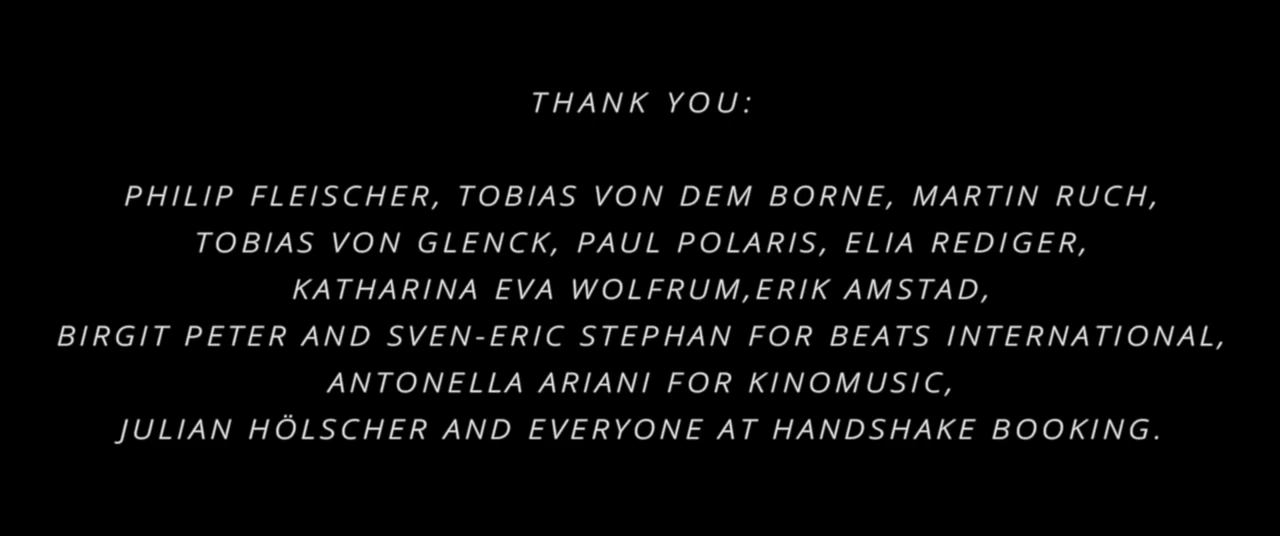 THANK YOU:
PHILIP FLEISCHER, TOBIAS VON DEM BORNE, MARTIN RUCH,
TOBIAS VON GLENCK, PAUL POLARIS, ELIA REDIGER,
KATHARINA EVA WOLFRUM,ERIK AMSTAD,
BIRGIT PETER AND SVEN-ERIC STEPHAN FOR BEATS INTERNATIONAL,
ANTONELLA ARIANI FOR KINOMUSIC,
JULIAN HÖLSCHER AND EVERYONE AT HANDSHAKE BOOKING.